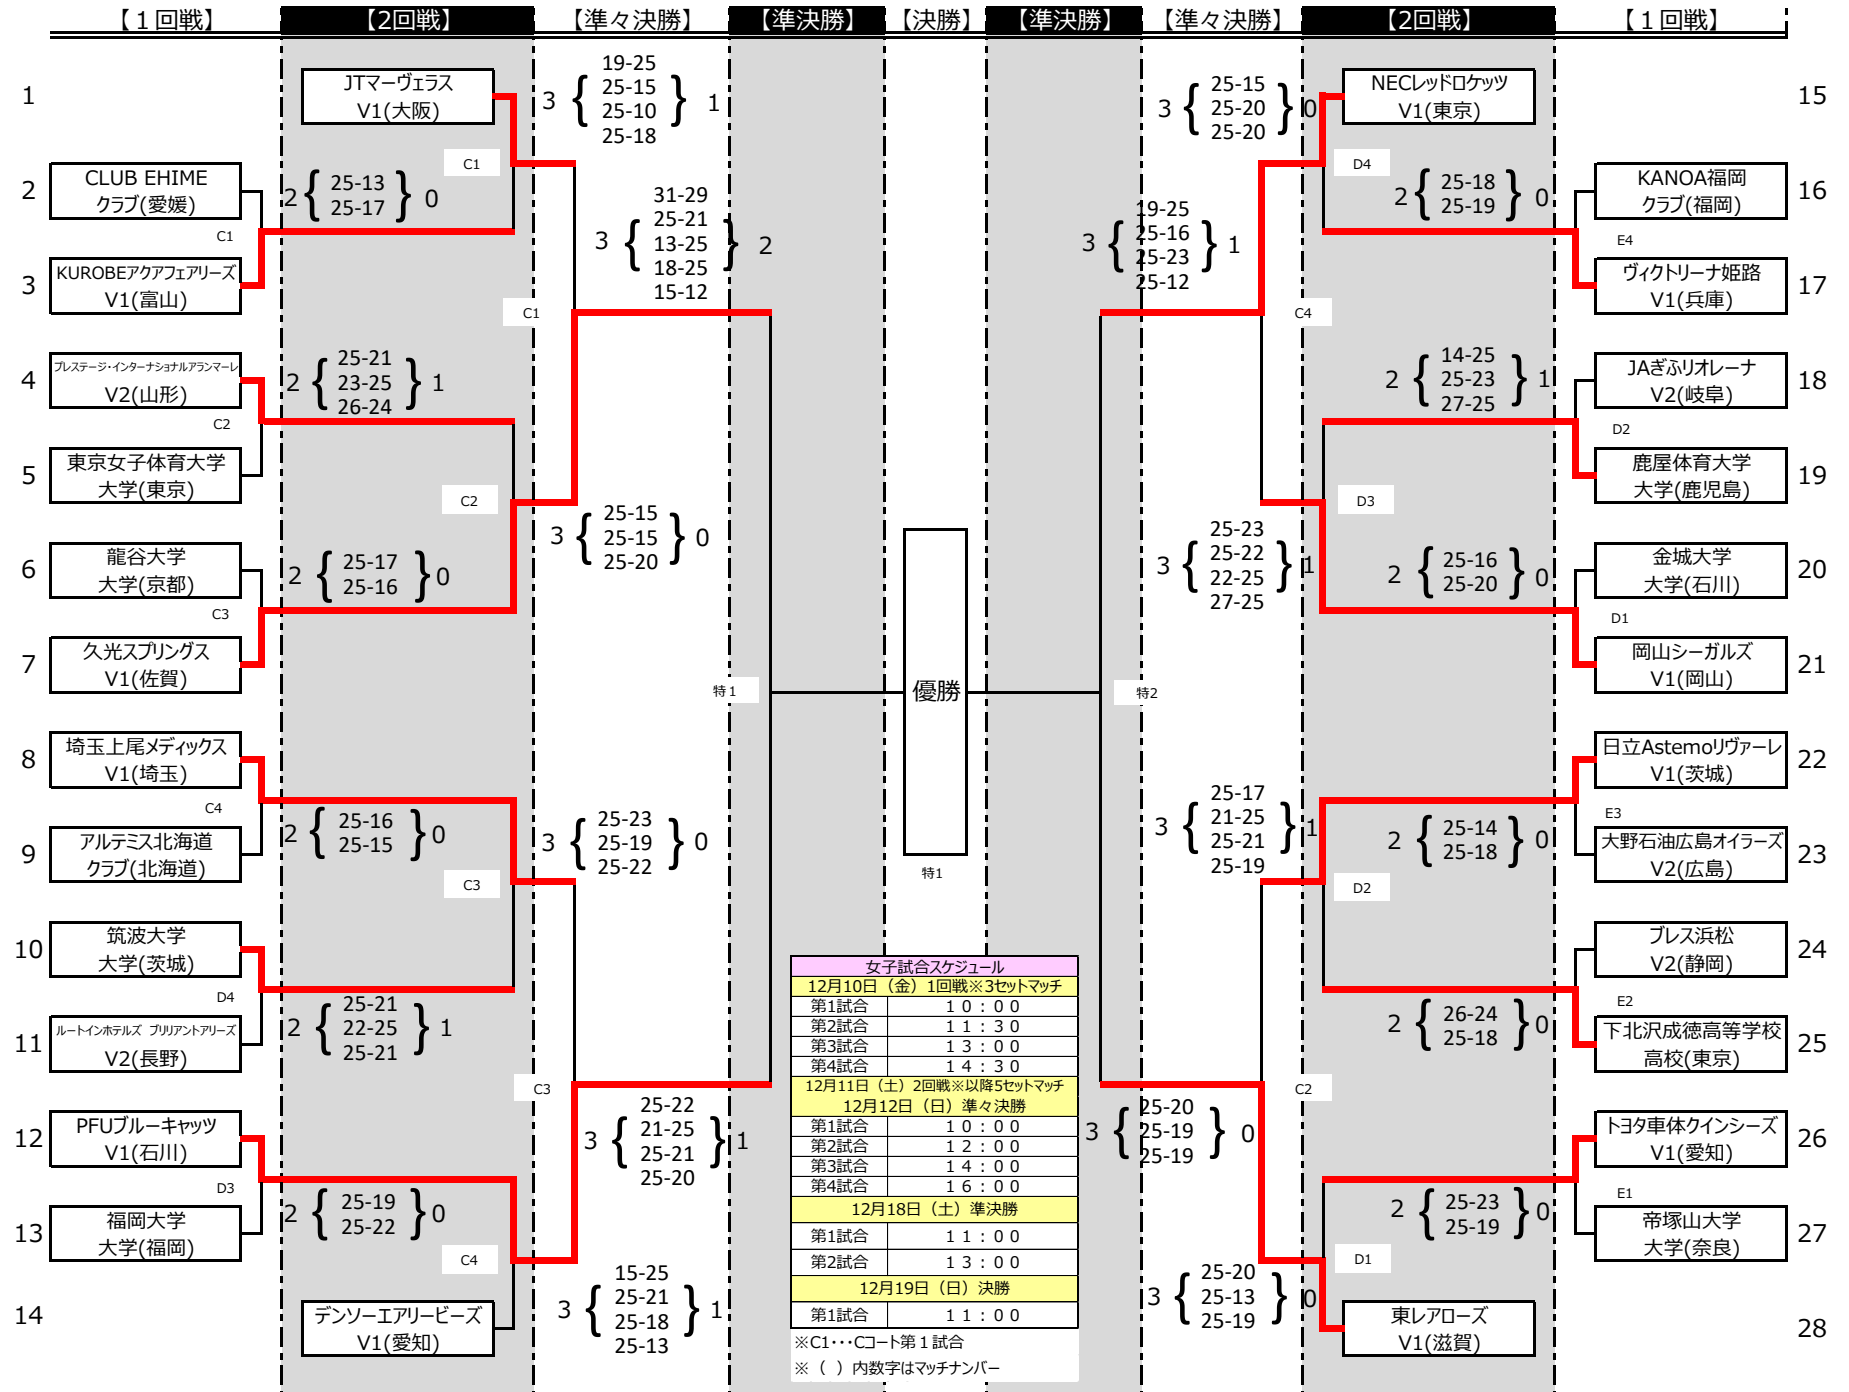 【１回戦】 【2回戦】 【準々決勝】 【準決勝】 【決勝】 【準決勝】 【準々決勝】 【2回戦】 【１回戦】
1
JTマーヴェラス
V1(大阪)
2
CLUB EHIME
クラブ(愛媛)
C1
3
KUROBEアクアフェアリーズ
V1(富山)
4
プレステージ・インターナショナルアランマーレ
V2(山形)
C2
5
東京女子体育大学
大学(東京)
6
龍谷大学
大学(京都)
C3
7
久光スプリングス
V1(佐賀)
8
埼玉上尾メディックス
V1(埼玉)
C4
9
アルテミス北海道
クラブ(北海道)
10
筑波大学
大学(茨城)
D4
11
ルートインホテルズ ブリリアントアリーズ
V2(長野)
12
PFUブルーキャッツ
V1(石川)
D3
13
福岡大学
大学(福岡)
14
デンソーエアリービーズ
V1(愛知)
2 { 25-13
25-17 } 0
2 { 25-21
23-25
26-24 } 1
2 { 25-17
25-16 } 0
2 { 25-16
25-15 } 0
2 { 25-21
22-25
25-21 } 1
2 { 25-19
25-22 } 0
C1
C2
C3
C4
3 { 19-25
25-15
25-10
25-18 } 1
3 { 31-29
25-21
13-25
18-25
15-12 } 2
C1
3 { 25-15
25-15
25-20 } 0
3 { 25-23
25-19
25-22 } 0
C3
3 { 25-22
21-25
25-21
25-20 } 1
3 { 15-25
25-21
25-18
25-13 } 1
特１
優勝
特1
特2
女子試合スケジュール
12月10日（金）1回戦※3セットマッチ
第1試合 １０：００
第2試合 １１：３０
第3試合 １３：００
第4試合 １４：３０
12月11日（土）2回戦※以降5セットマッチ
12月12日（日）準々決勝
第1試合 １０：００
第2試合 １２：００
第3試合 １４：００
第4試合 １６：００
12月18日（土）準決勝
第1試合 １１：００
第2試合 １３：００
12月19日（日）決勝
第1試合 １１：００
※C1･･･Cコート第１試合
※（ ）内数字はマッチナンバー
3 { 25-15
25-20
25-20 } 0
3 { 19-25
25-16
25-23
25-12 } 1
C4
3 { 25-23
25-22
22-25
27-25 } 1
3 { 25-17
21-25
25-21
25-19 } 1
C2
3 { 25-20
25-19
25-19 } 0
3 { 25-20
25-13
25-19 } 0
D4
D3
D2
D1
2 { 25-18
25-19 } 0
2 { 14-25
25-23
27-25 } 1
2 { 25-16
25-20 } 0
2 { 25-14
25-18 } 0
2 { 26-24
25-18 } 0
2 { 25-23
25-19 } 0
NECレッドロケッツ
V1(東京)
15
KANOA福岡
クラブ(福岡)
16
E4
ヴィクトリーナ姫路
V1(兵庫)
17
JAぎふリオレーナ
V2(岐阜)
18
D2
鹿屋体育大学
大学(鹿児島)
19
金城大学
大学(石川)
20
D1
岡山シーガルズ
V1(岡山)
21
日立Astemoリヴァーレ
V1(茨城)
22
E3
大野石油広島オイラーズ
V2(広島)
23
ブレス浜松
V2(静岡)
24
E2
下北沢成徳高等学校
高校(東京)
25
トヨタ車体クインシーズ
V1(愛知)
26
E1
帝塚山大学
大学(奈良)
27
東レアローズ
V1(滋賀)
28